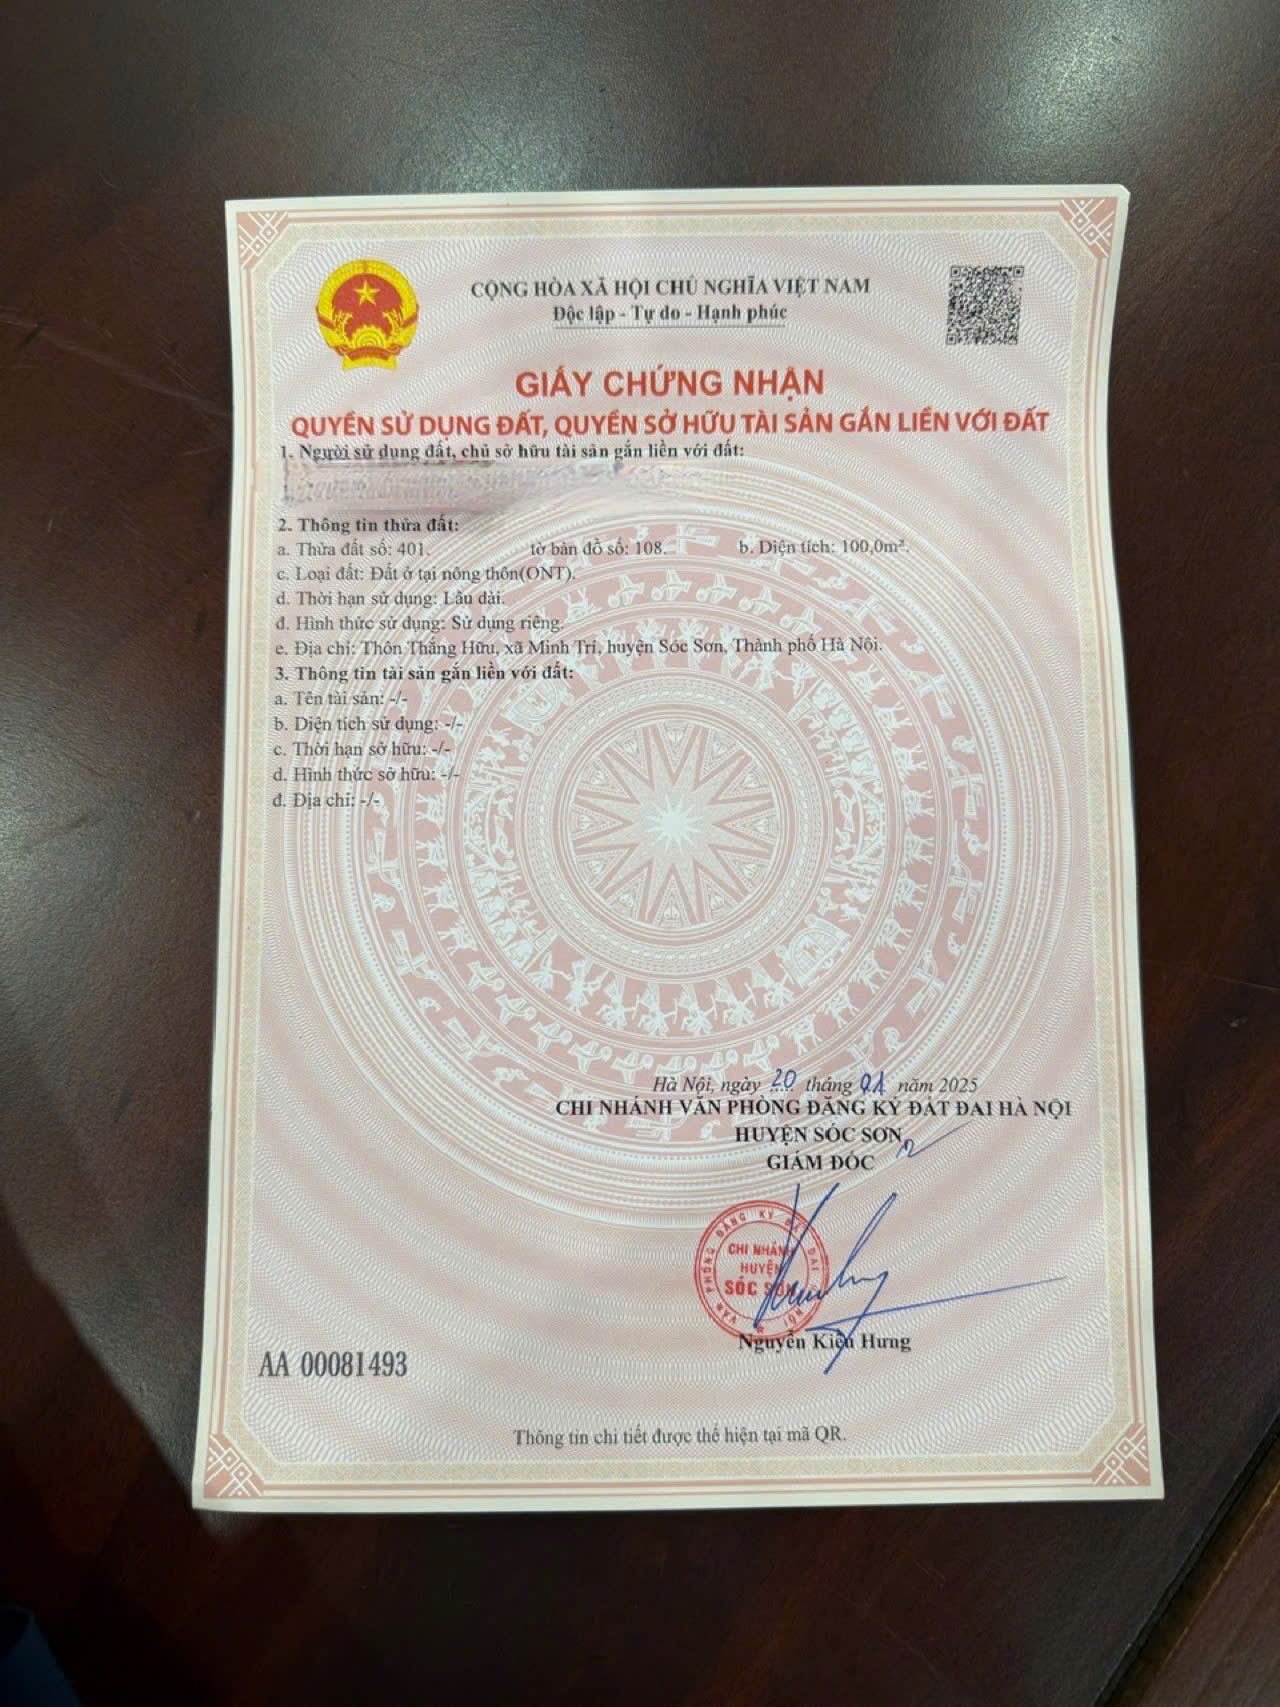 CỘNG HÒA XÃ HỘI CHỦ NGHĨA VIỆT NAM
Độc lập - Tự do - Hạnh phúc
GIẤY CHỨNG NHẬN
QUYỀN SỬ DỤNG ĐẤT, QUYỀN SỞ HỮU TÀI SẢN GẮN LIỀN VỚI ĐẤT
1. Người sử dụng đất, chủ sở hữu tài sản gắn liền với đất:
2. Thông tin thửa đất:
a. Thửa đất số: 401. tờ bản đồ số: 108. b. Diện tích: 100,0m².
c. Loại đất: Đất ở tại nông thôn(ONT).
d. Thời hạn sử dụng: Lâu dài.
đ. Hình thức sử dụng: Sử dụng riêng.
e. Địa chỉ: Thôn Thắng Hữu, xã Minh Trí, huyện Sóc Sơn, Thành phố Hà Nội.
3. Thông tin tài sản gắn liền với đất:
a. Tên tài sản: -/-
b. Diện tích sử dụng: -/-
c. Thời hạn sở hữu: -/-
d. Hình thức sở hữu: -/-
đ. Địa chỉ: -/-
Hà Nội, ngày 20 tháng 01 năm 2025
CHI NHÁNH VĂN PHÒNG ĐĂNG KÝ ĐẤT ĐAI HÀ NỘI
HUYỆN SÓC SƠN
GIÁM ĐỐC
VĂN PHÒNG ĐĂNG KÝ ĐẤT ĐAI HÀ NỘI
CHI NHÁNH
HUYỆN
SÓC SƠN
Nguyễn Kiều Hưng
AA 00081493
Thông tin chi tiết được thể hiện tại mã QR.